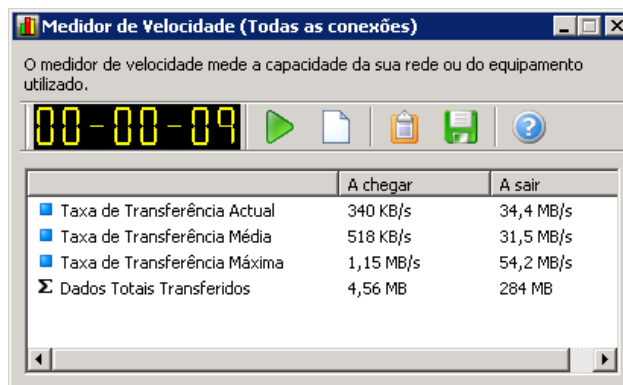 Medidor de Velocidade (Todas as conexões)
O medidor de velocidade mede a capacidade da sua rede ou do equipamento
utilizado.
00-00-09
A chegar A sair
Taxa de Transferência Actual 340 KB/s 34,4 MB/s
Taxa de Transferência Média 518 KB/s 31,5 MB/s
Taxa de Transferência Máxima 1,15 MB/s 54,2 MB/s
Σ Dados Totais Transferidos 4,56 MB 284 MB